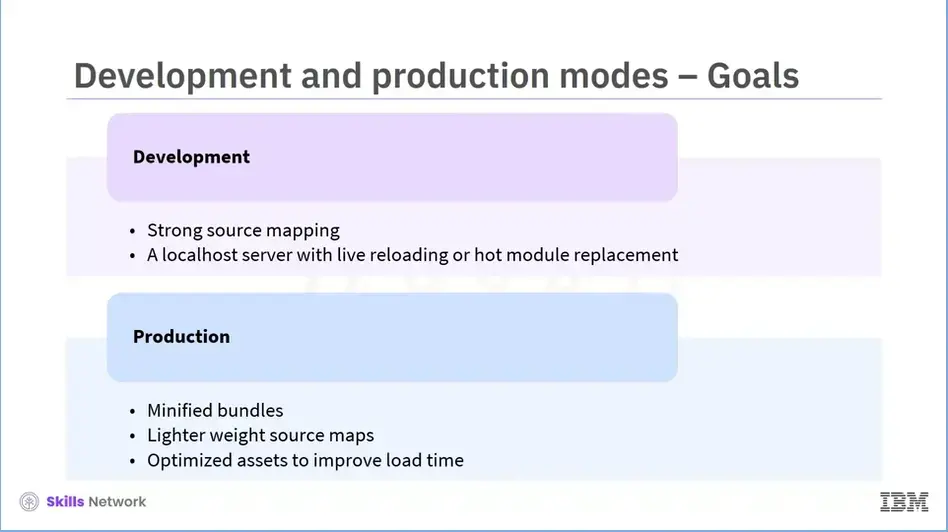 Development and production modes – Goals
Development
• Strong source mapping
• A localhost server with live reloading or hot module replacement
Production
• Minified bundles
• Lighter weight source maps
• Optimized assets to improve load time
Skills Network
IBM